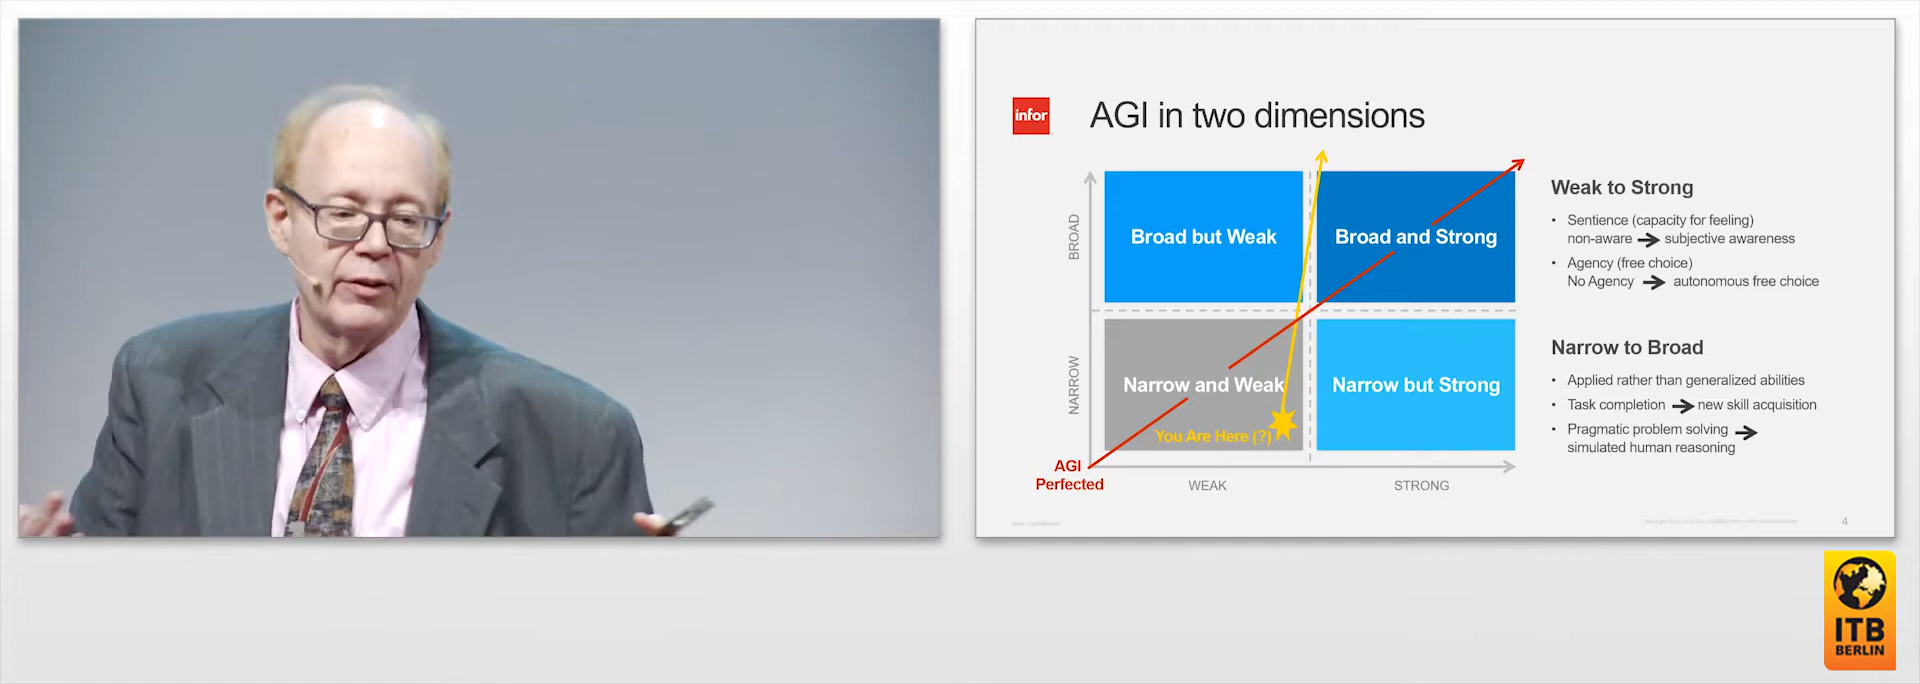 infor
AGI in two dimensions
BROAD
NARROW
Broad but Weak
Broad and Strong
Narrow and Weak
Narrow but Strong
You Are Here (?)
AGI
Perfected
WEAK
STRONG
Weak to Strong
• Sentience (capacity for feeling)
non-aware → subjective awareness
• Agency (free choice)
No Agency → autonomous free choice
Narrow to Broad
• Applied rather than generalized abilities
• Task completion → new skill acquisition
• Pragmatic problem solving →
simulated human reasoning
4
ITB
BERLIN